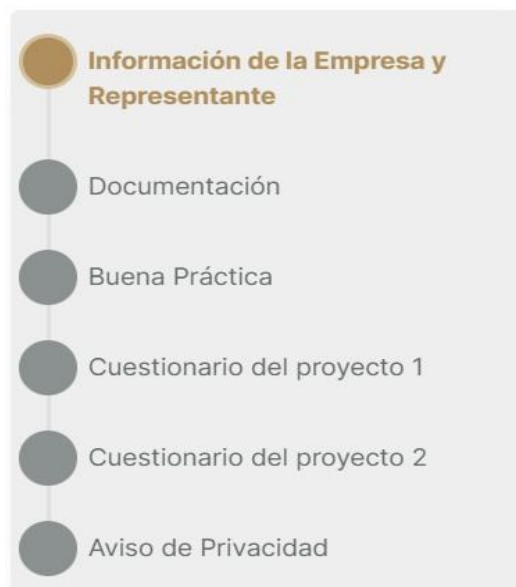 Información de la Empresa y
Representante
Documentación
Buena Práctica
Cuestionario del proyecto 1
Cuestionario del proyecto 2
Aviso de Privacidad